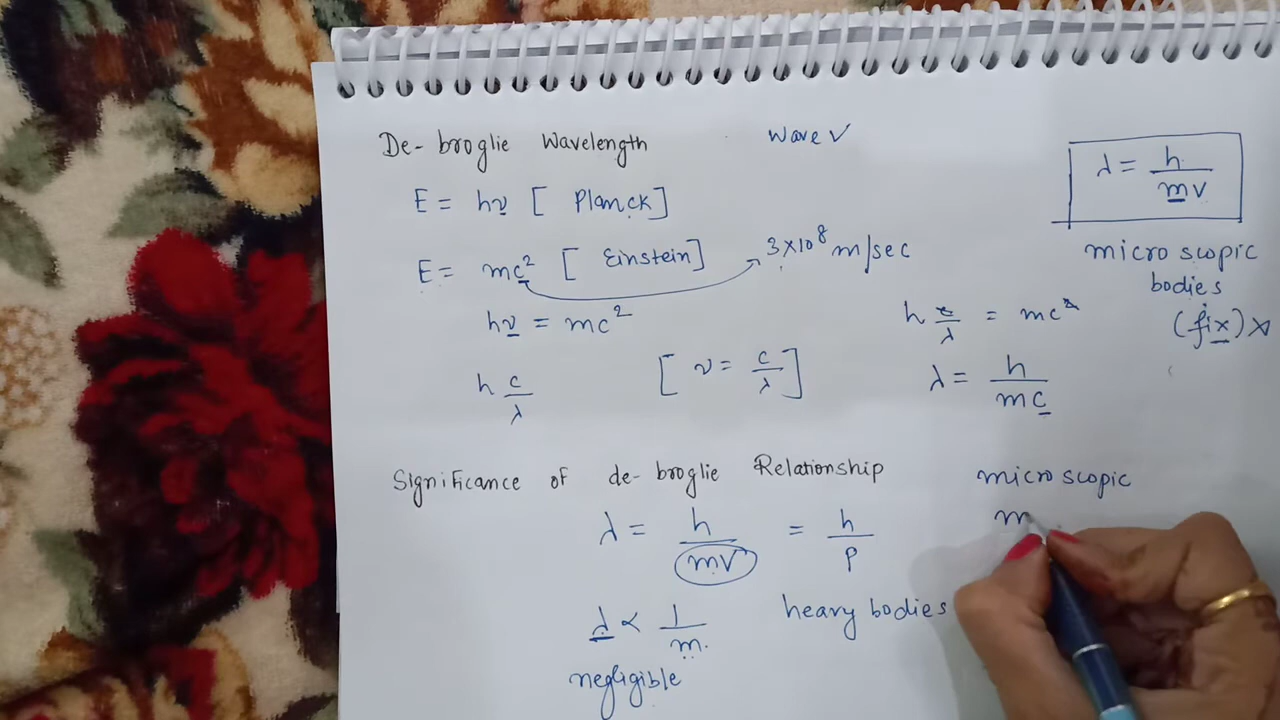 De-broglie Wavelength wave ν
E = hν [ Planck ]
E = mc² [ Einstein ] 3×10⁸ m/sec
hν = mc²
h c/λ [ ν = c/λ ]
λ = h/mv
microscopic
bodies
(fix) ×
h c/λ = mc²
λ = h/mc
Significance of de-broglie Relationship
λ = h/mv = h/p
λ ∝ 1/m. heavy bodies
negligible
microscopic
m